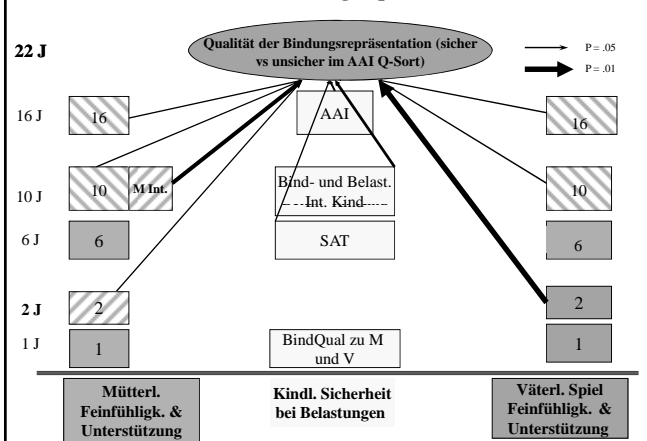 22 J
Qualität der Bindungsrepräsentation (sicher
vs unsicher im AAI Q-Sort)
P = .05
P = .01
16 J
16
AAI
16
10 J
10
M Int.
Bind- und Belast.
Int. Kind
10
6 J
6
SAT
6
2 J
2
2
1 J
1
BindQual zu M
und V
1
Mütterl.
Feinfühligk. &
Unterstützung
Kindl. Sicherheit
bei Belastungen
Väterl. Spiel
Feinfühligk. &
Unterstützung